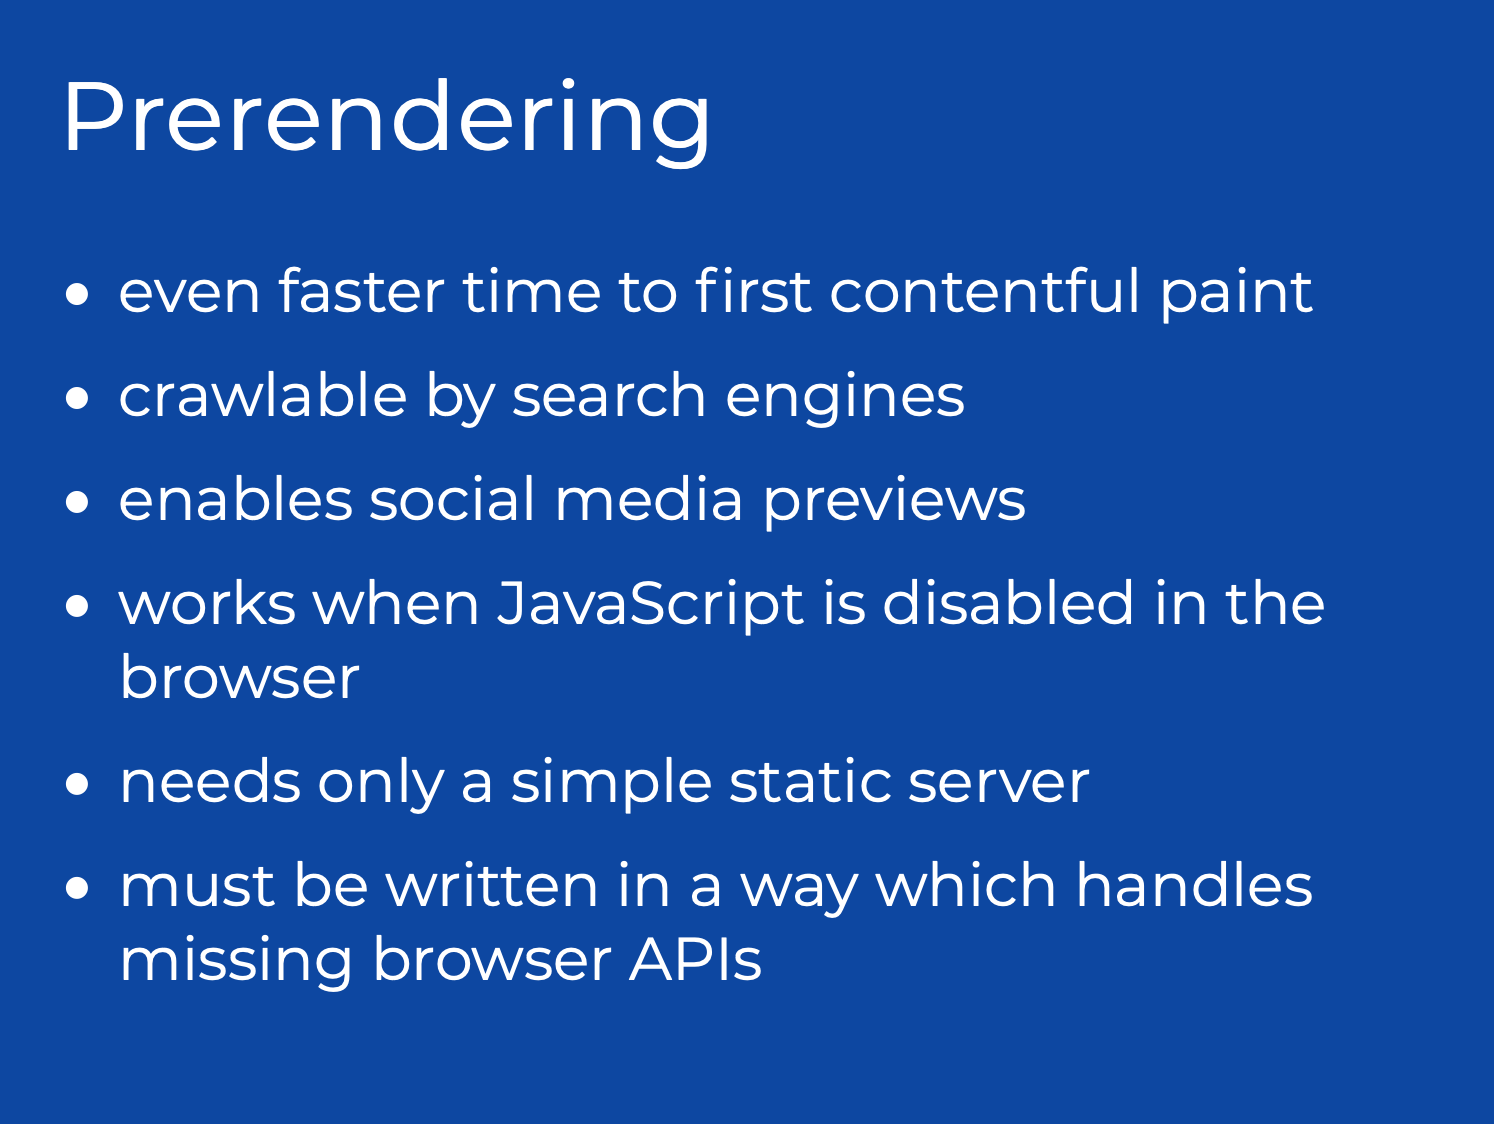 Prerendering
• even faster time to first contentful paint
• crawlable by search engines
• enables social media previews
• works when JavaScript is disabled in the
browser
• needs only a simple static server
• must be written in a way which handles
missing browser APIs